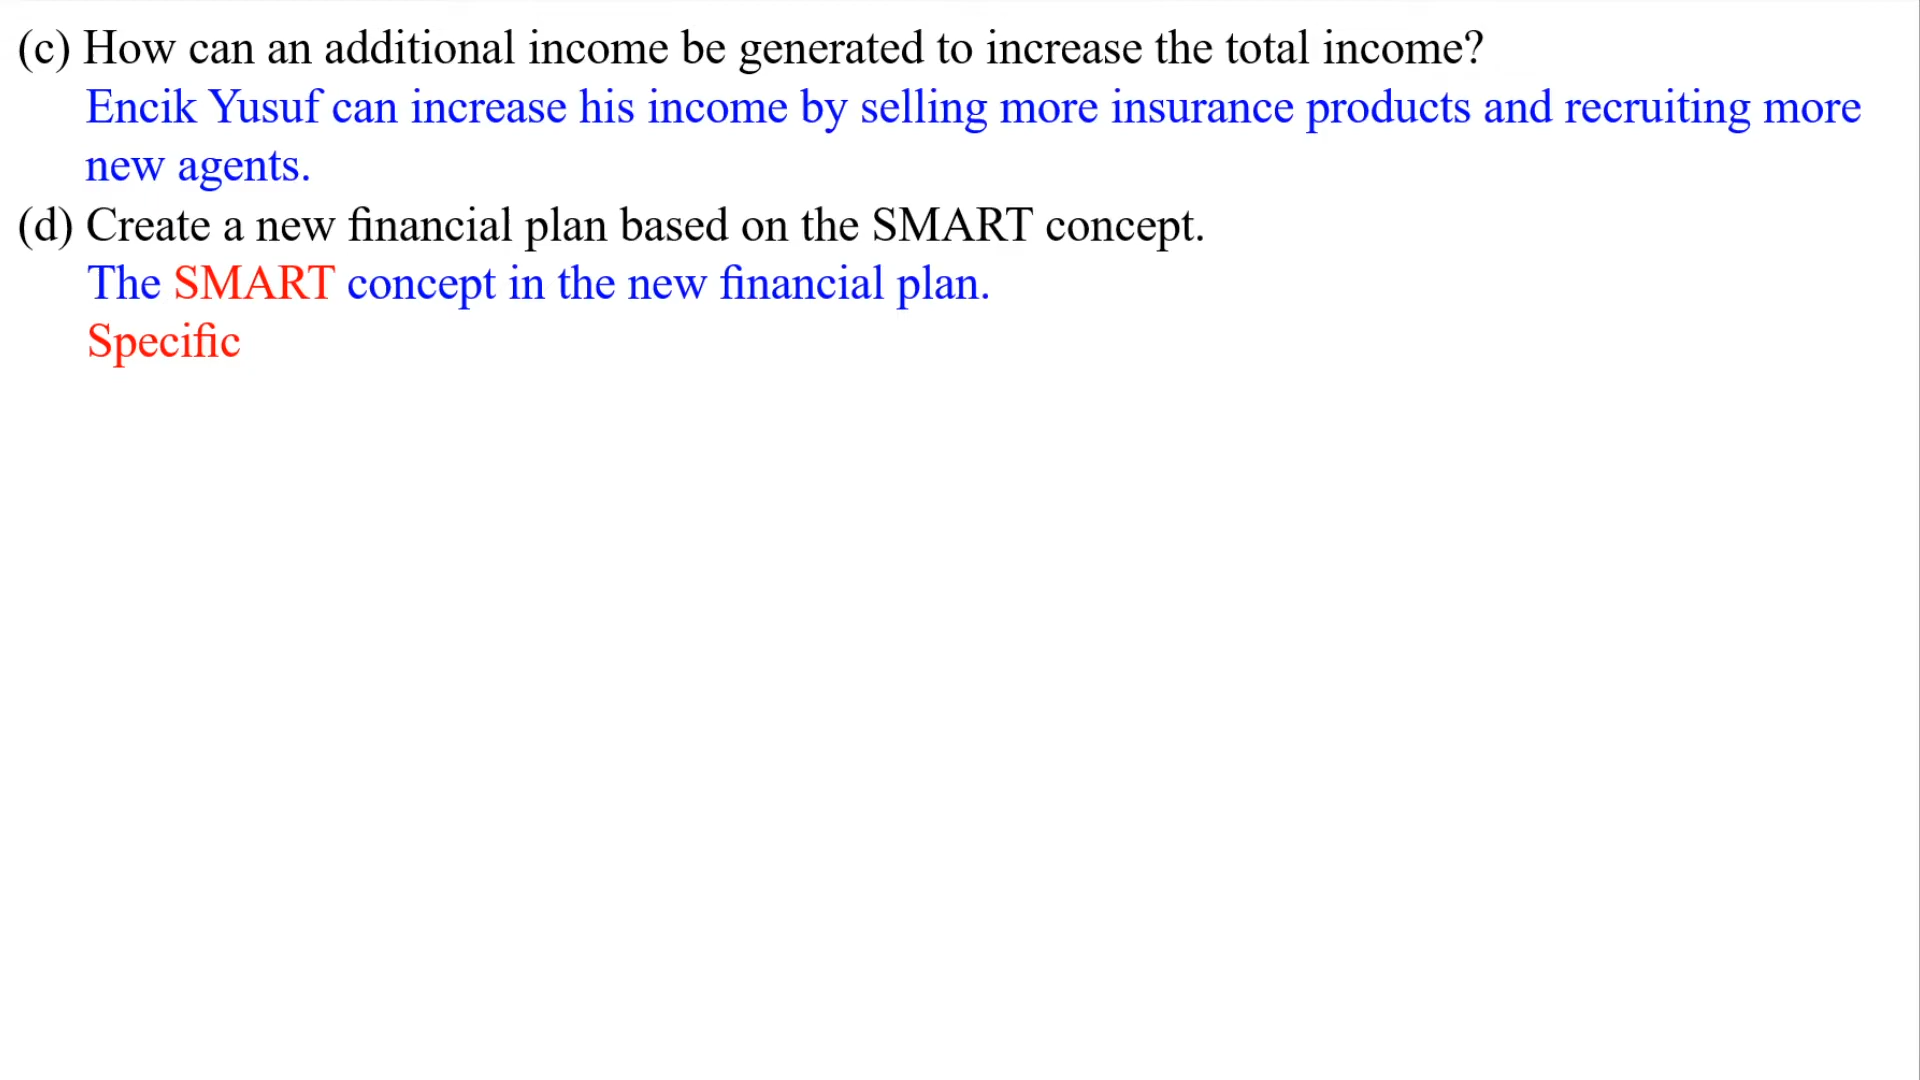 (c) How can an additional income be generated to increase the total income?
Encik Yusuf can increase his income by selling more insurance products and recruiting more
new agents.
(d) Create a new financial plan based on the SMART concept.
The SMART concept in the new financial plan.
Specific